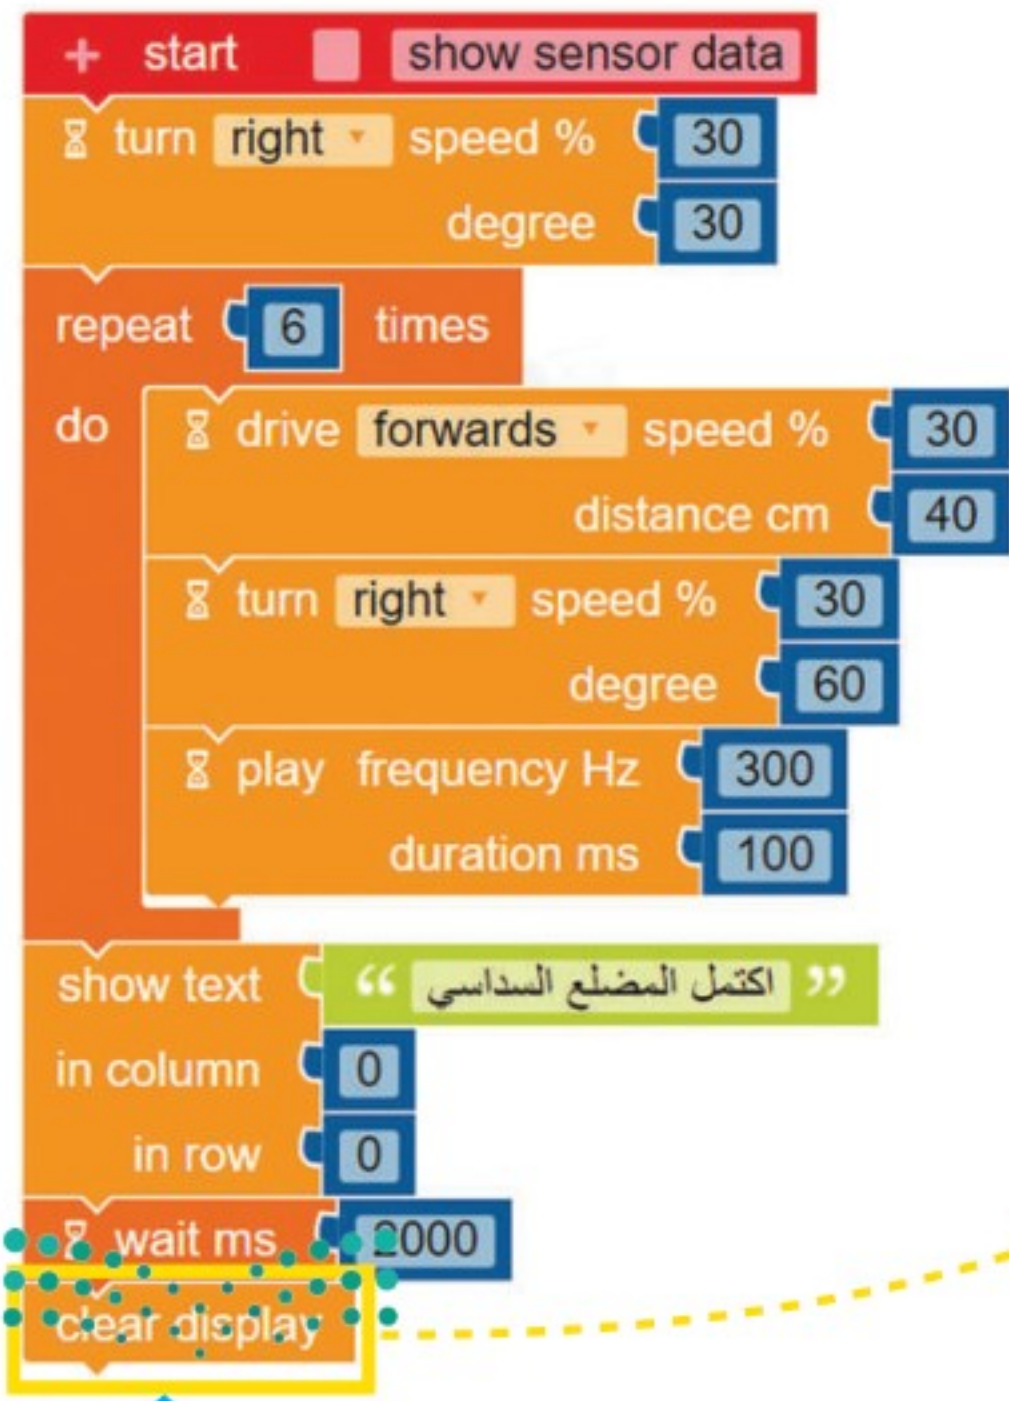 + start show sensor data
turn right speed % 30
degree 30
repeat 6 times
do drive forwards speed % 30
distance cm 40
turn right speed % 30
degree 60
play frequency Hz 300
duration ms 100
show text “ اكتمل المضلع السداسي ”
in column 0
in row 0
wait ms 2000
clear display